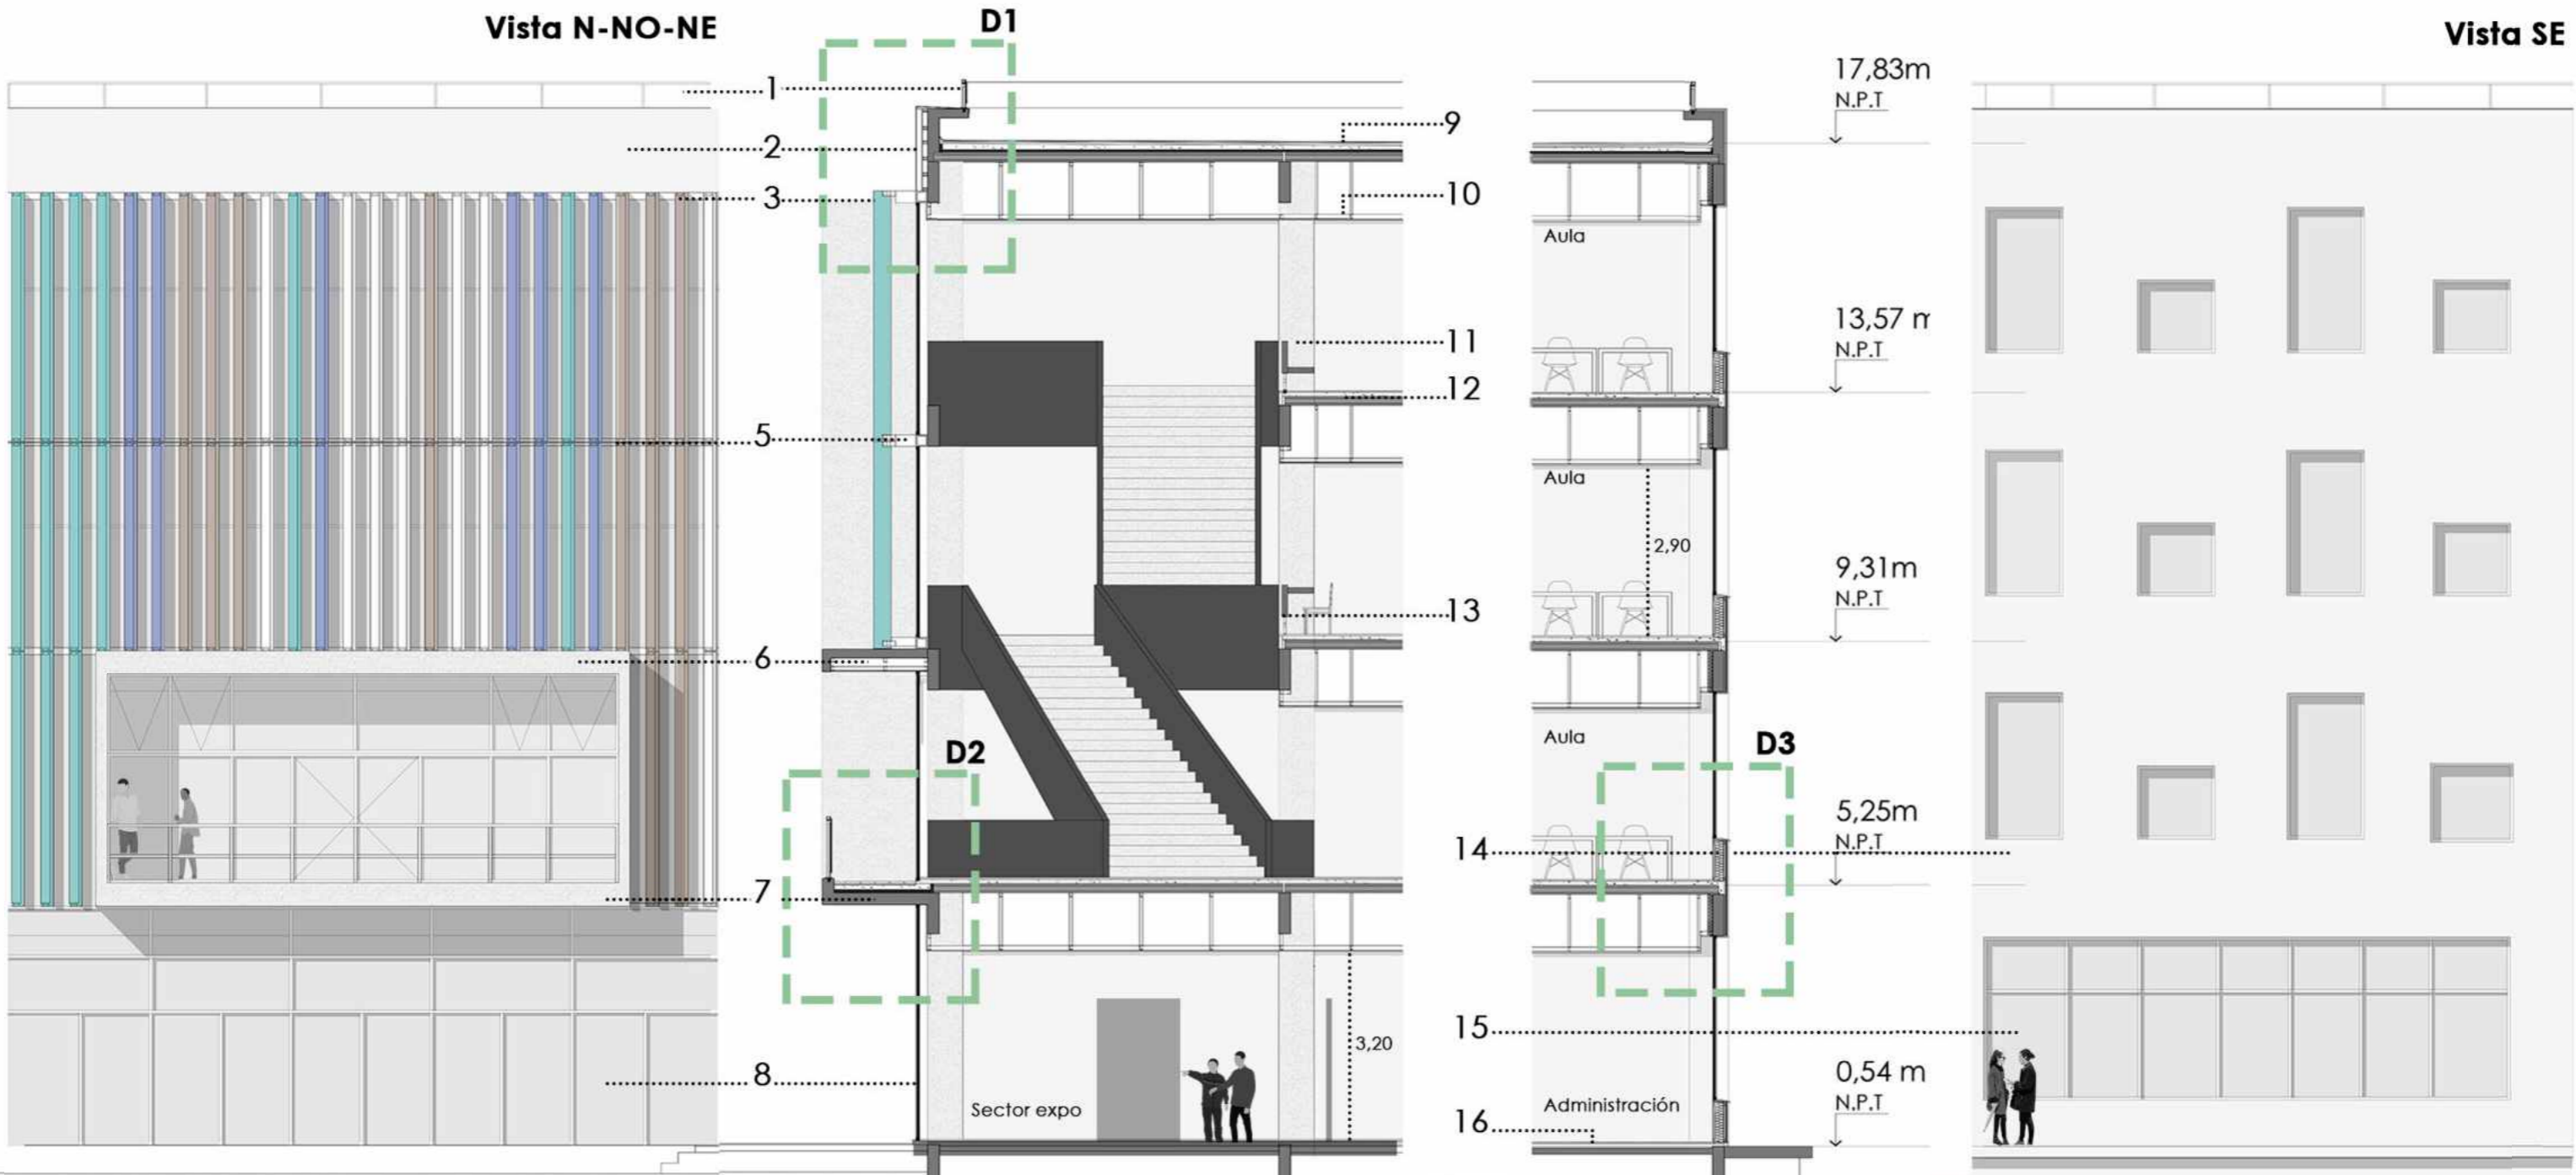 Vista N-NO-NE
D1
Vista SE
1
2
3
5
6
7
8
D2
Sector expo
3,20
9
10
11
12
13
14
15
16
Aula
Aula
2,90
Aula
D3
Administración
17,83m
N.P.T
13,57 m
N.P.T
9,31m
N.P.T
5,25m
N.P.T
0,54 m
N.P.T